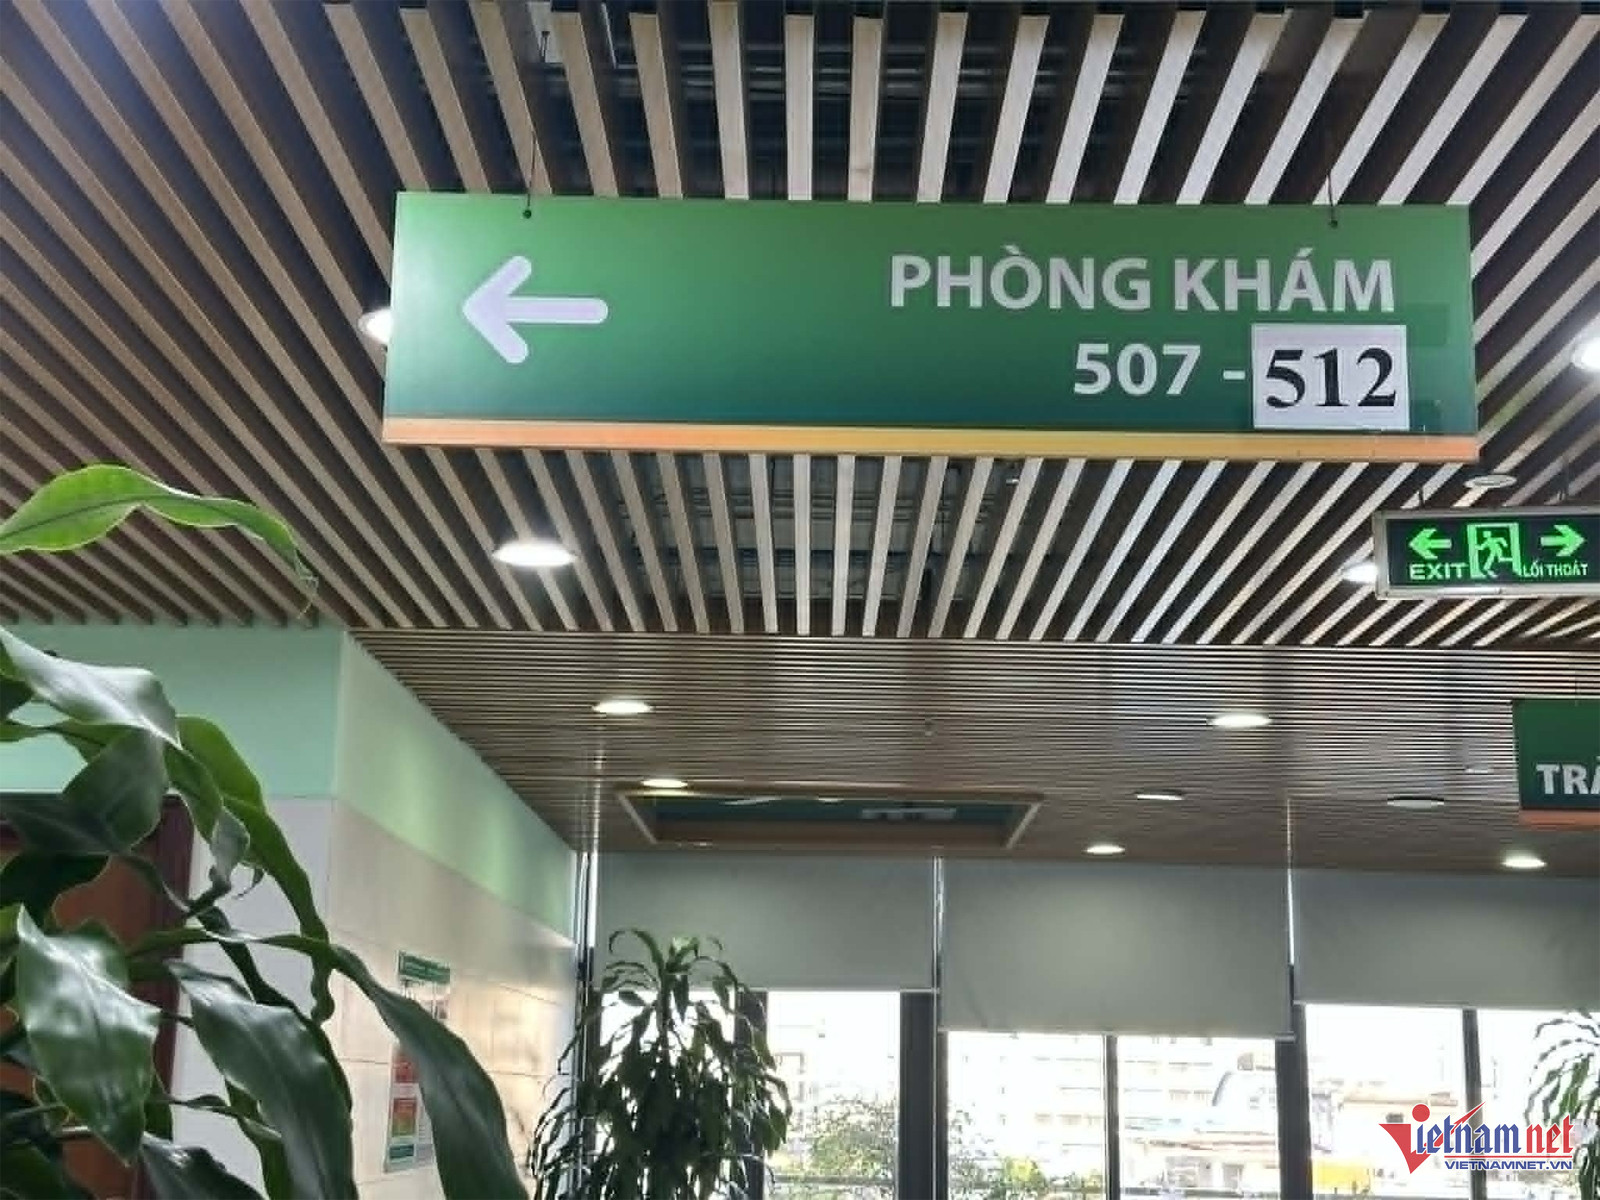 PHÒNG KHÁM
507 - 512
EXIT LỐI THOÁT
Vietnamnet
VIETNAMNET.VN